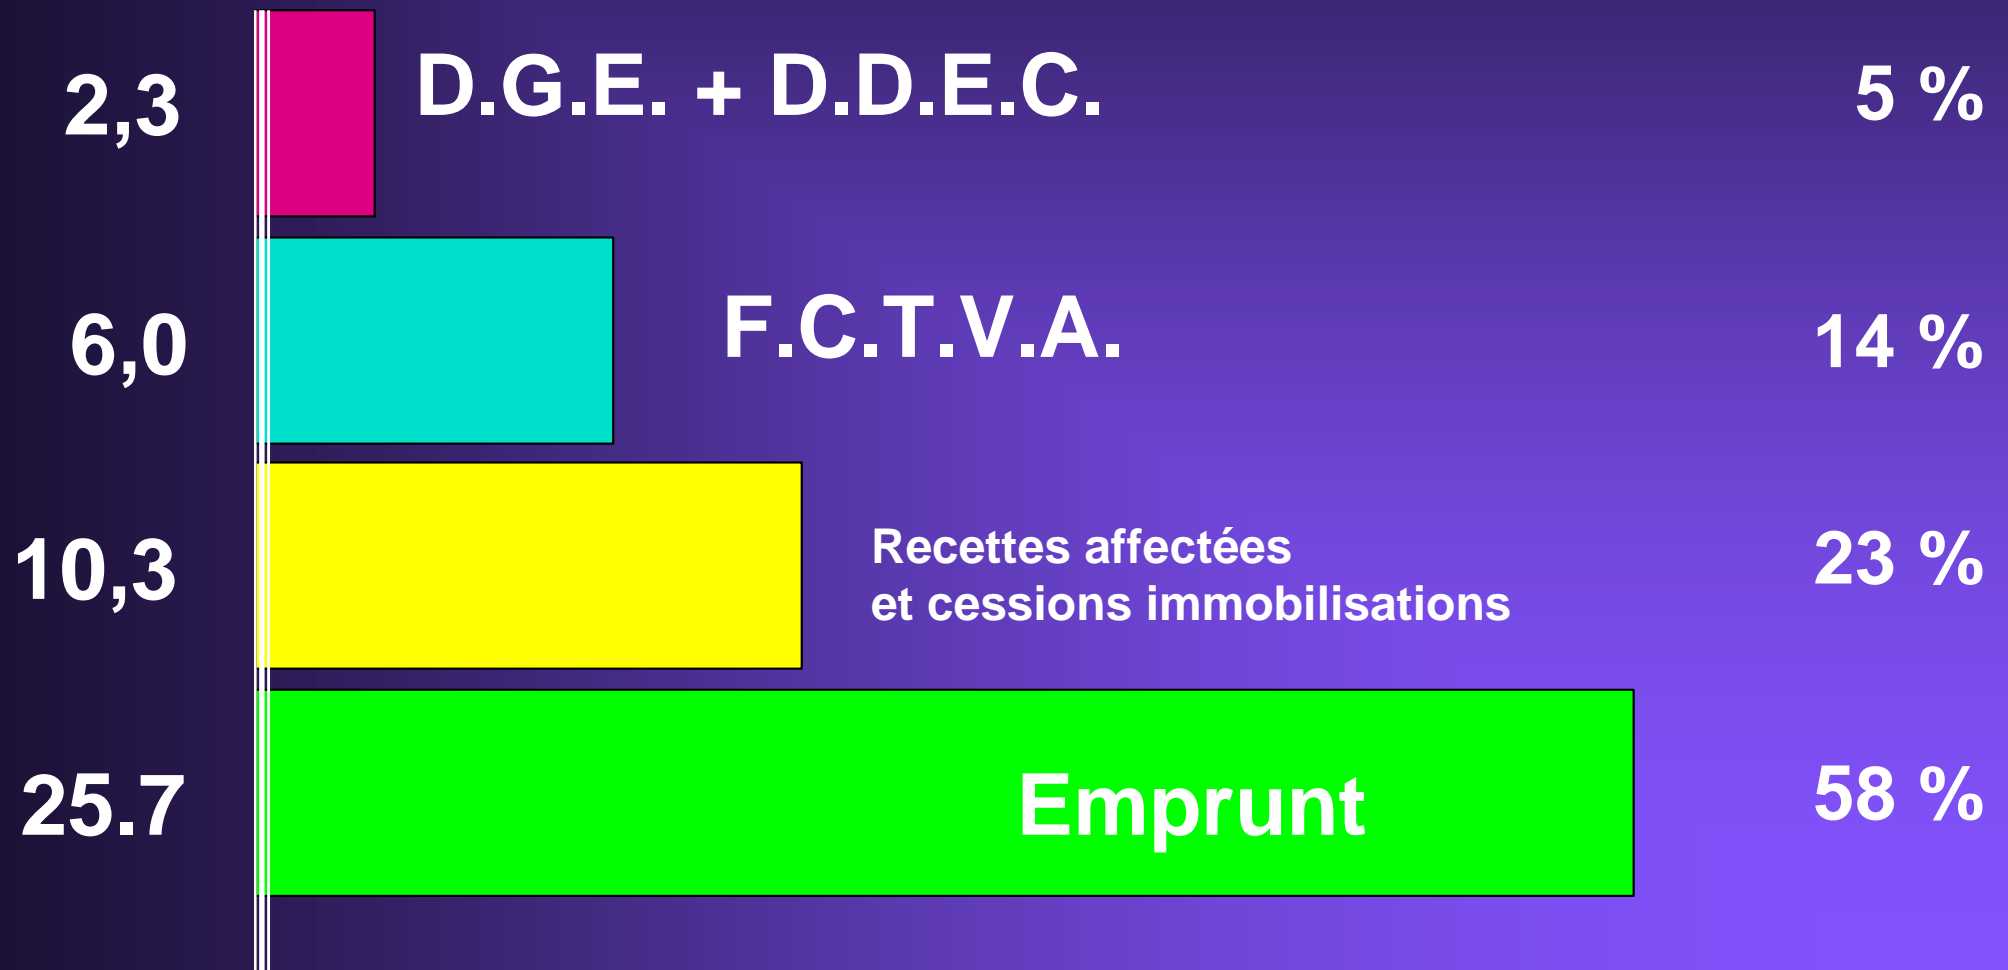 2,3 D.G.E. + D.D.E.C. 5 %
6,0 F.C.T.V.A. 14 %
10,3 Recettes affectées 23 %
et cessions immobilisations
25.7 Emprunt 58 %